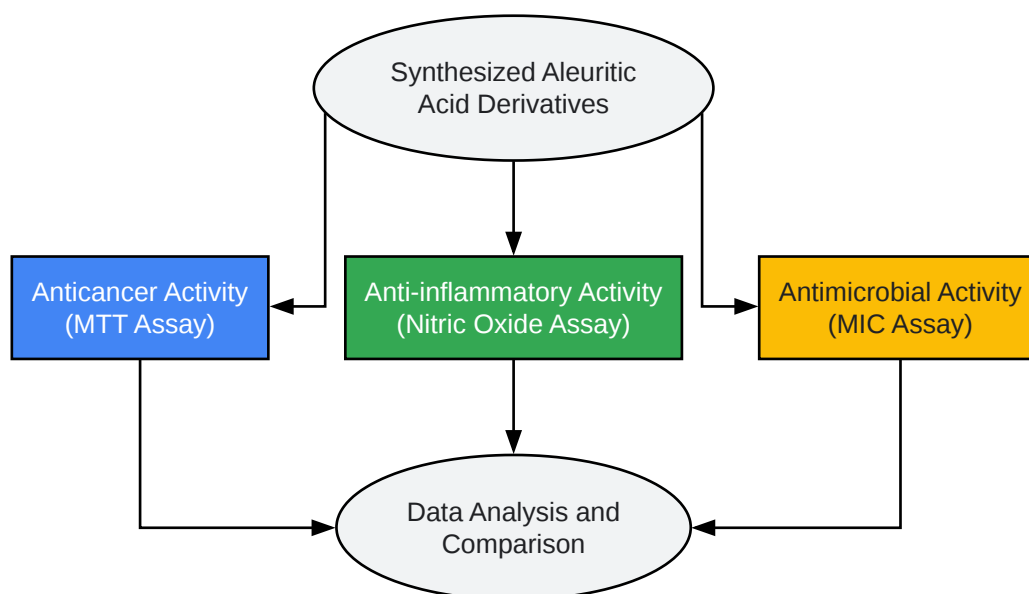 Synthesized Aleuritic
Acid Derivatives
Anticancer Activity
(MTT Assay)
Anti-inflammatory Activity
(Nitric Oxide Assay)
Antimicrobial Activity
(MIC Assay)
Data Analysis and
Comparison